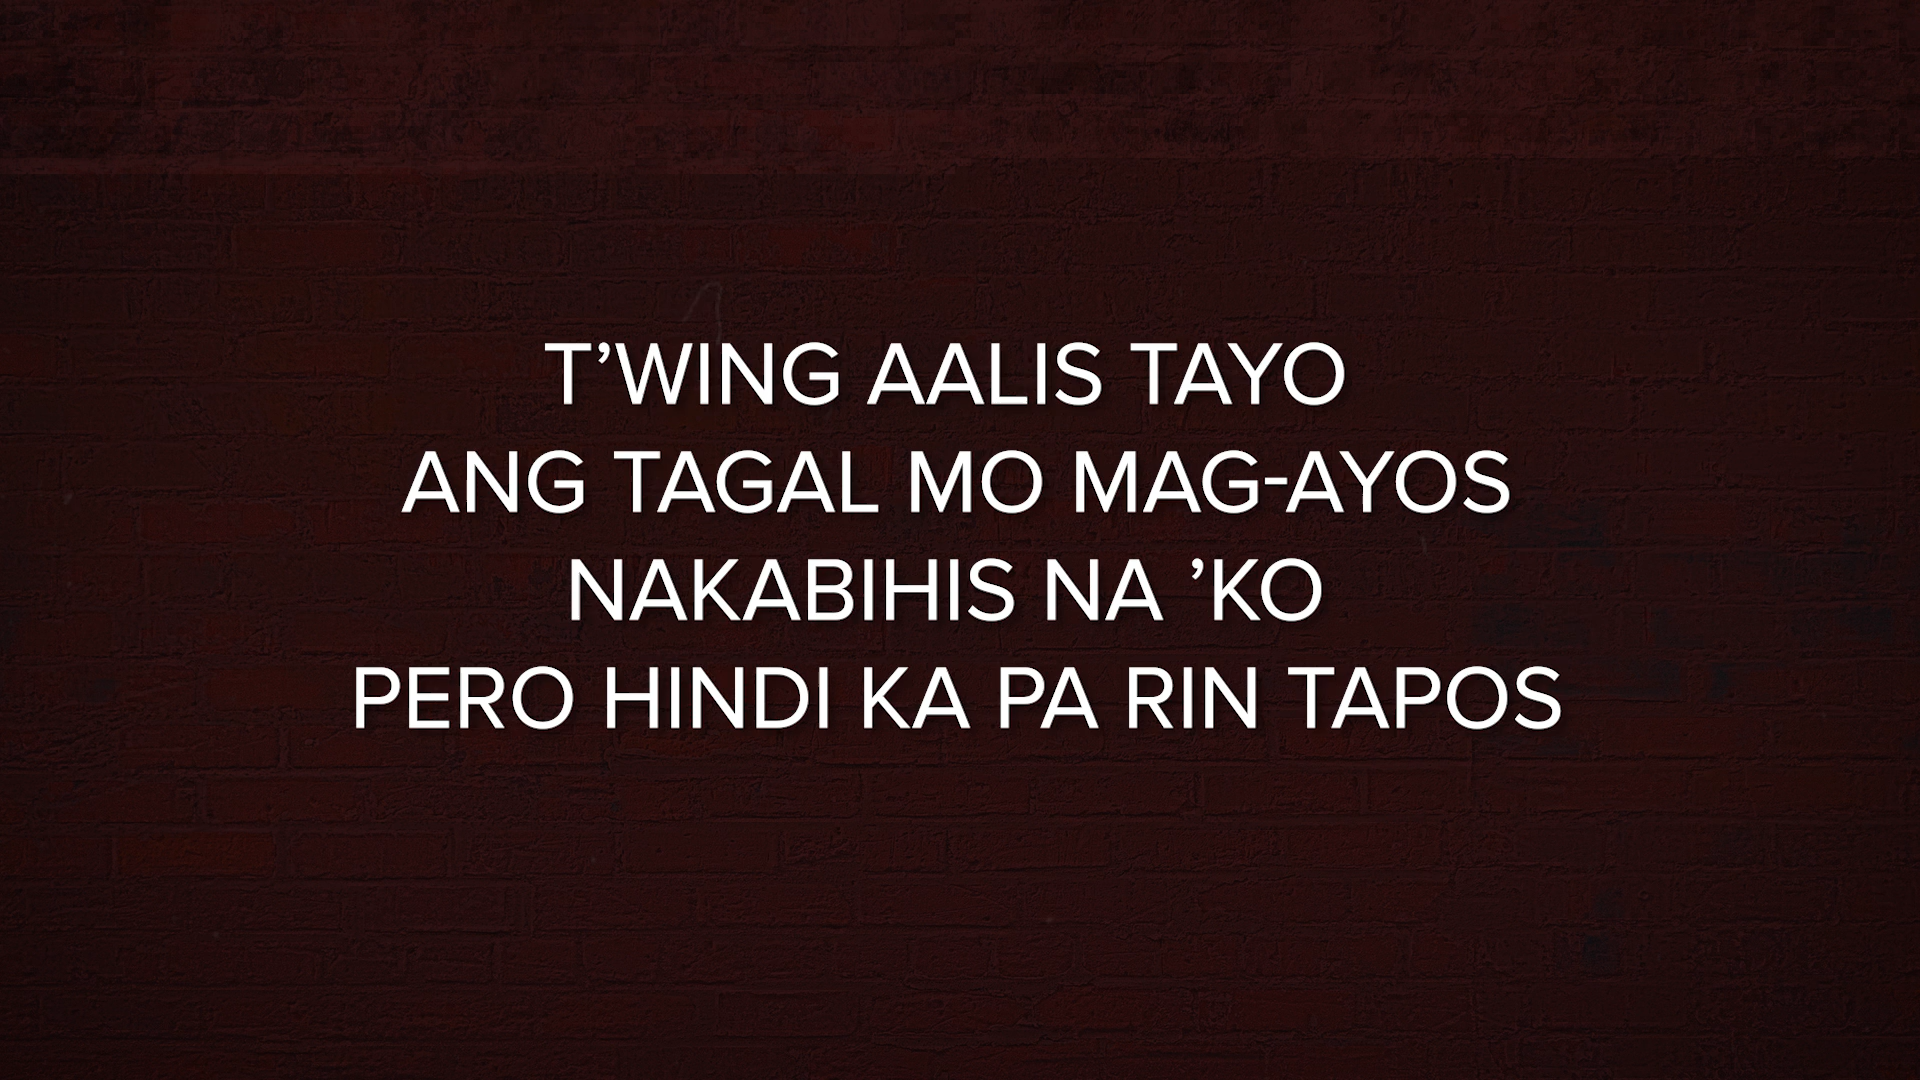 T’WING AALIS TAYO
ANG TAGAL MO MAG-AYOS
NAKABIHIS NA ’KO
PERO HINDI KA PA RIN TAPOS